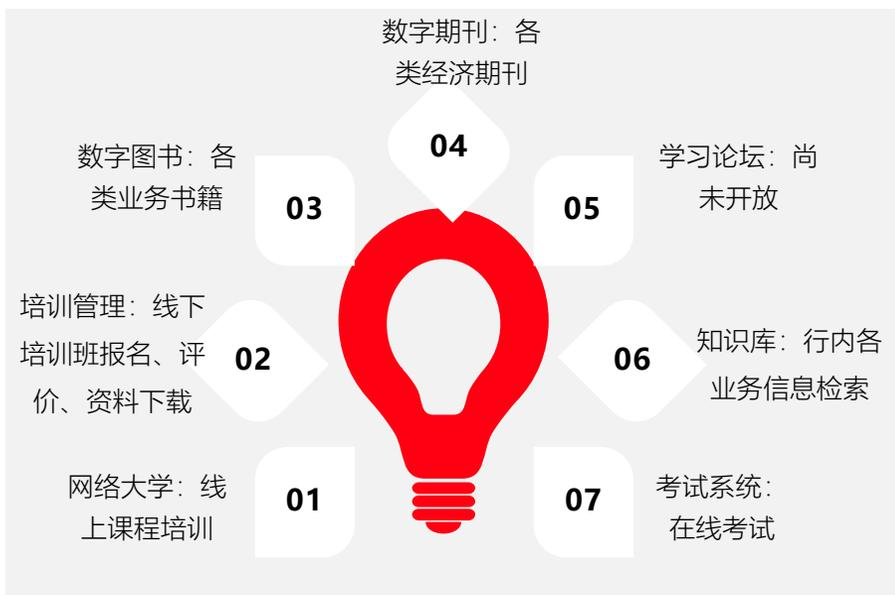 数字期刊：各
类经济期刊
04
数字图书：各
类业务书籍
03
05
学习论坛：尚
未开放
培训管理：线下
培训班报名、评
价、资料下载
02
06
知识库：行内各
业务信息检索
网络大学：线
上课程培训
01
07
考试系统：
在线考试